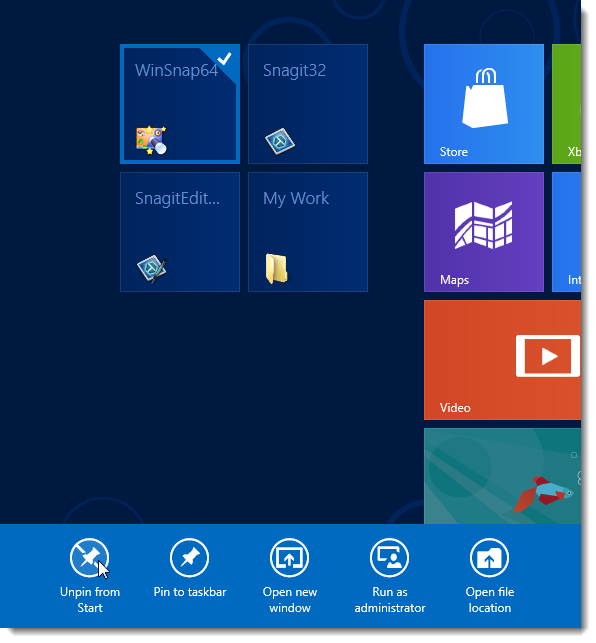 WinSnap64
Snagit32
SnagitEdit...
My Work
Store
Xb
Maps
Int
Video
Unpin from
Start
Pin to taskbar
Open new
window
Run as
administrator
Open file
location